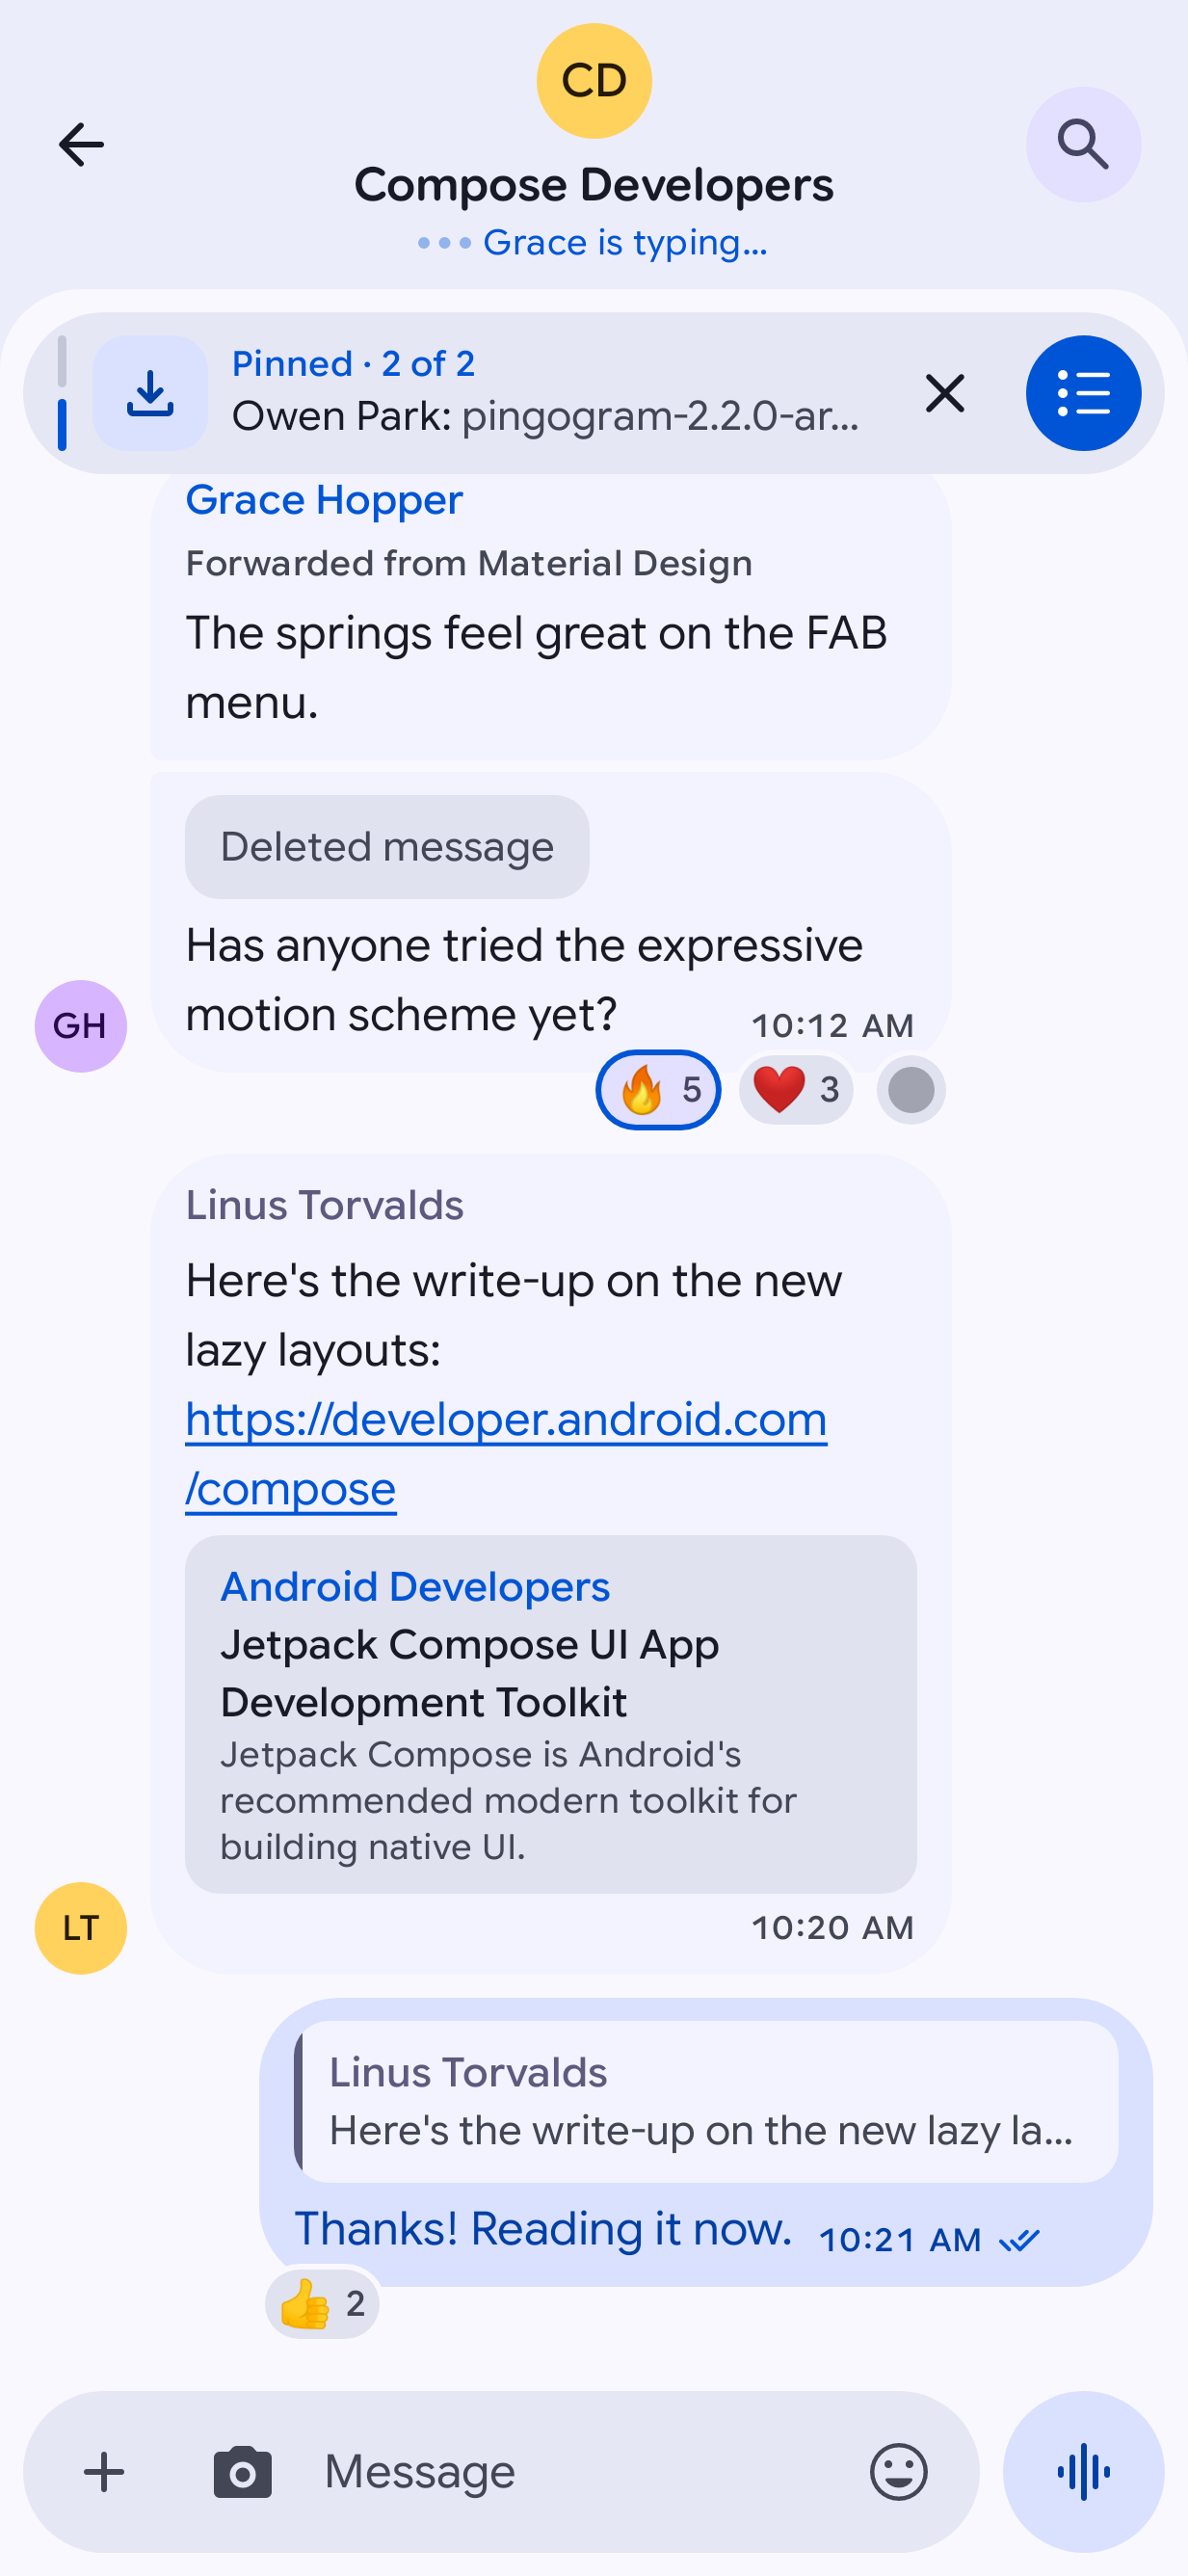 CD
Compose Developers
Grace is typing...
Pinned · 2 of 2
Owen Park: pingogram-2.2.0-ar...
Grace Hopper
Forwarded from Material Design
The springs feel great on the FAB
menu.
Deleted message
Has anyone tried the expressive
motion scheme yet?
10:12 AM
GH
🔥 5
❤️ 3
Linus Torvalds
Here's the write-up on the new
lazy layouts:
https://developer.android.com
/compose
Android Developers
Jetpack Compose UI App
Development Toolkit
Jetpack Compose is Android's
recommended modern toolkit for
building native UI.
LT
10:20 AM
Linus Torvalds
Here's the write-up on the new lazy la...
Thanks! Reading it now. 10:21 AM
👍 2
Message